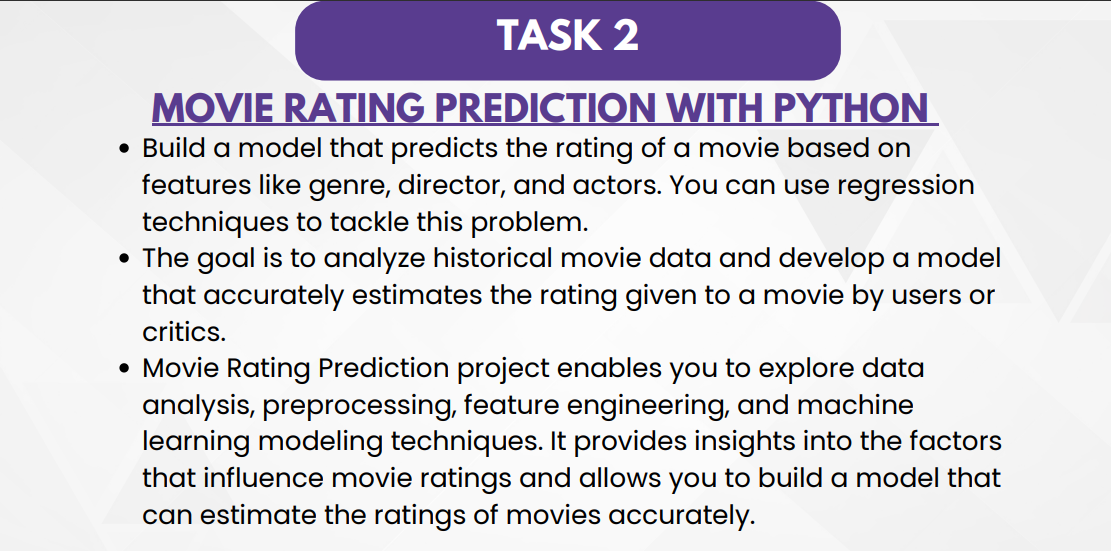 TASK 2
MOVIE RATING PREDICTION WITH PYTHON
• Build a model that predicts the rating of a movie based on
features like genre, director, and actors. You can use regression
techniques to tackle this problem.
• The goal is to analyze historical movie data and develop a model
that accurately estimates the rating given to a movie by users or
critics.
• Movie Rating Prediction project enables you to explore data
analysis, preprocessing, feature engineering, and machine
learning modeling techniques. It provides insights into the factors
that influence movie ratings and allows you to build a model that
can estimate the ratings of movies accurately.